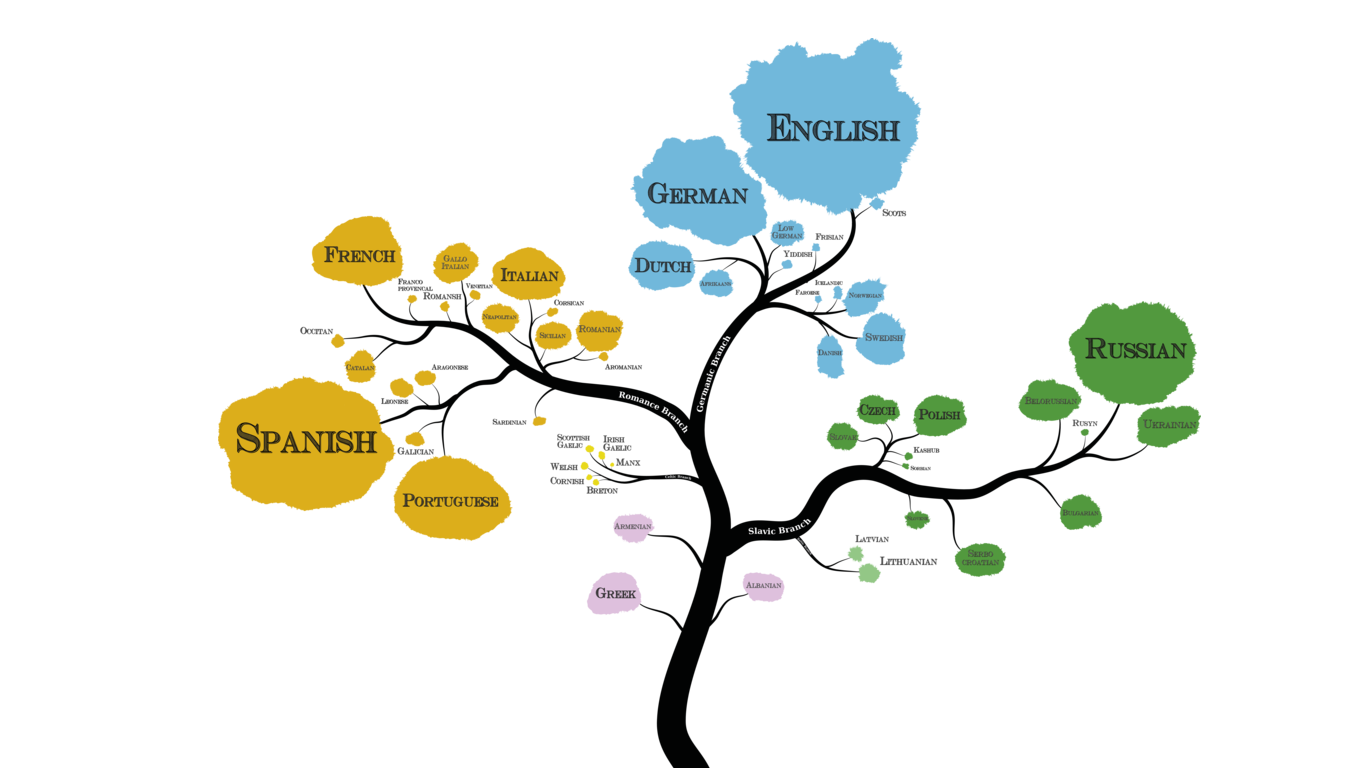 English
German
Scots
Low
German
Frisian
Yiddish
Dutch
Afrikaans
Icelandic
Faroese
Norwegian
Swedish
Danish
Germanic Branch
French
Gallo
Italian
Italian
Franco
Provencal
Romansh
Venetian
Corsican
Neapolitan
Sicilian
Romanian
Aromanian
Occitan
Catalan
Aragonese
Leonese
Spanish
Galician
Portuguese
Sardinian
Romance Branch
Scottish
Gaelic
Irish
Gaelic
Manx
Welsh
Cornish
Breton
Celtic Branch
Russian
Belorussian
Rusyn
Ukrainian
Czech
Polish
Slovak
Kashub
Sorbian
Bulgarian
Serbo
Croatian
Slavic Branch
Latvian
Lithuanian
Armenian
Greek
Albanian